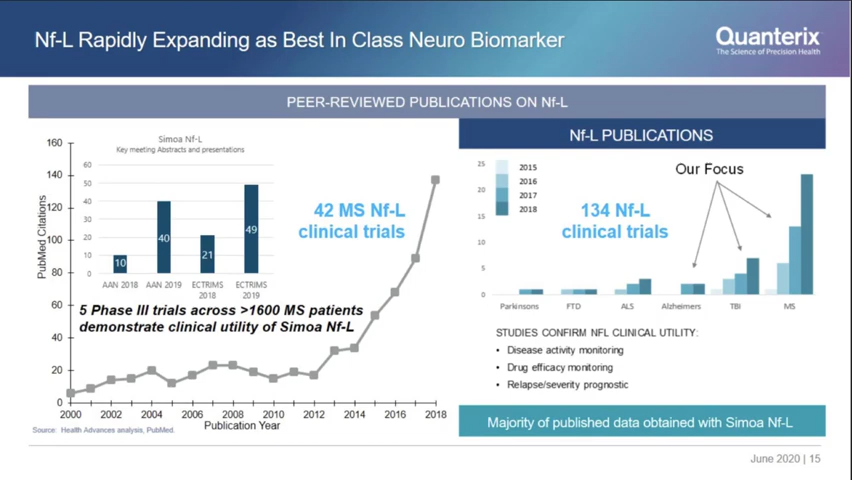 Nf-L Rapidly Expanding as Best In Class Neuro Biomarker
Quanterix
The Science of Precision Health
PEER-REVIEWED PUBLICATIONS ON Nf-L
Simoa Nf-L
Key meeting Abstracts and presentations
60
50
40
30
20
10
0
10
40
21
49
AAN 2018
AAN 2019
ECTRIMS
2018
ECTRIMS
2019
PubMed Citations
160
140
120
100
80
60
40
20
0
42 MS Nf-L
clinical trials
5 Phase III trials across >1600 MS patients
demonstrate clinical utility of Simoa Nf-L
2000
2002
2004
2006
2008
2010
2012
2014
2016
2018
Publication Year
Source: Health Advances analysis, PubMed.
Nf-L PUBLICATIONS
25
20
15
10
5
0
2015
2016
2017
2018
Our Focus
134 Nf-L
clinical trials
Parkinsons
FTD
ALS
Alzheimers
TBI
MS
STUDIES CONFIRM NFL CLINICAL UTILITY:
• Disease activity monitoring
• Drug efficacy monitoring
• Relapse/severity prognostic
Majority of published data obtained with Simoa Nf-L
June 2020 | 15